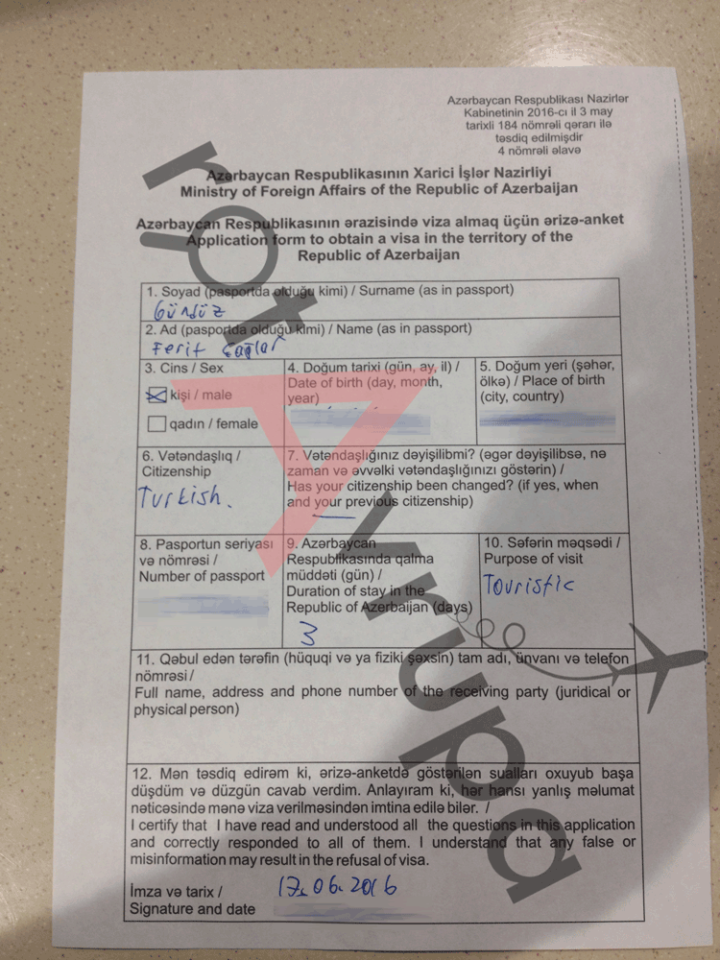 Azərbaycan Respublikası Nazirlər
Kabinetinin 2016-cı il 3 may
tarixli 184 nömrəli qərarı ilə
təsdiq edilmişdir
4 nömrəli əlavə
Azərbaycan Respublikasının Xarici İşlər Nazirliyi
Ministry of Foreign Affairs of the Republic of Azerbaijan
Azərbaycan Respublikasının ərazisində viza almaq üçün ərizə-anket
Application form to obtain a visa in the territory of the
Republic of Azerbaijan
1. Soyad (pasportda olduğu kimi) / Surname (as in passport)
Gündüz
2. Ad (pasportda olduğu kimi) / Name (as in passport)
Ferit Çağlar
3. Cins / Sex
kişi / male
qadın / female
4. Doğum tarixi (gün, ay, il) /
Date of birth (day, month,
year)
5. Doğum yeri (şəhər,
ölkə) / Place of birth
(city, country)
6. Vətəndaşlıq /
Citizenship
Turkish.
7. Vətəndaşlığınız dəyişilibmi? (əgər dəyişilibsə, nə
zaman və əvvəlki vətəndaşlığınızı göstərin) /
Has your citizenship been changed? (if yes, when
and your previous citizenship)
8. Pasportun seriyası
və nömrəsi /
Number of passport
9. Azərbaycan
Respublikasında qalma
müddəti (gün) /
Duration of stay in the
Republic of Azerbaijan (days)
3
10. Səfərin məqsədi /
Purpose of visit
Touristic
11. Qəbul edən tərəfin (hüquqi və ya fiziki şəxsin) tam adı, ünvanı və telefon
nömrəsi /
Full name, address and phone number of the receiving party (juridical or
physical person)
12. Mən təsdiq edirəm ki, ərizə-anketdə göstərilən sualları oxuyub başa
düşdüm və düzgün cavab verdim. Anlayıram ki, hər hansı yanlış məlumat
nəticəsində mənə viza verilməsindən imtina edilə bilər. /
I certify that I have read and understood all the questions in this application
and correctly responded to all of them. I understand that any false or
misinformation may result in the refusal of visa.
İmza və tarix /
Signature and date
17.06.2016
rotAvrupa